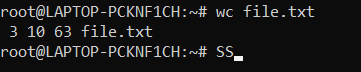 root@LAPTOP-PCKNF1CH:~# wc file.txt
 3 10 63 file.txt
root@LAPTOP-PCKNF1CH:~# SS